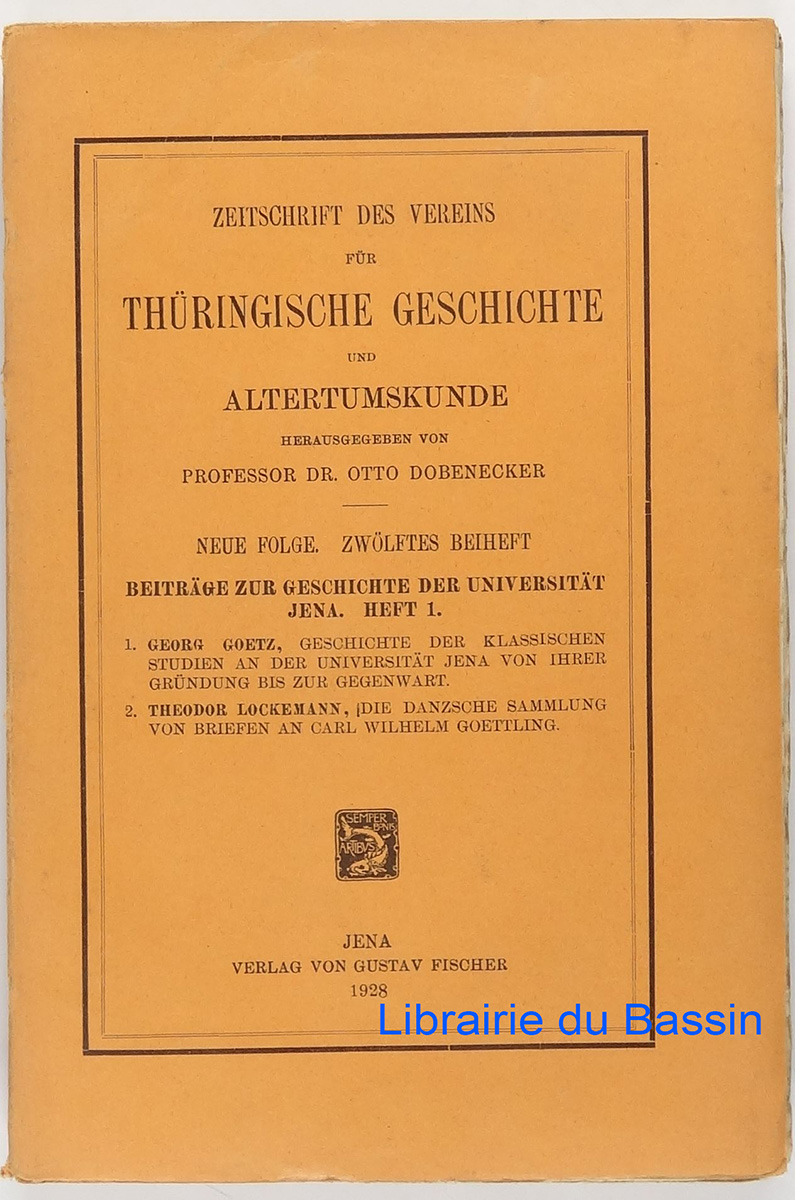 ZEITSCHRIFT DES VEREINS
FÜR
THÜRINGISCHE GESCHICHTE
UND
ALTERTUMSKUNDE
HERAUSGEGEBEN VON
PROFESSOR DR. OTTO DOBENECKER
NEUE FOLGE. ZWÖLFTES BEIHEFT
BEITRÄGE ZUR GESCHICHTE DER UNIVERSITÄT
JENA. HEFT 1.
1. GEORG GOETZ, GESCHICHTE DER KLASSISCHEN
STUDIEN AN DER UNIVERSITÄT JENA VON IHRER
GRÜNDUNG BIS ZUR GEGENWART.
2. THEODOR LOCKEMANN, DIE DANZSCHE SAMMLUNG
VON BRIEFEN AN CARL WILHELM GOETTLING.
SEMPER
BONIS
ARTIBVS
JENA
VERLAG VON GUSTAV FISCHER
1928
Librairie du Bassin